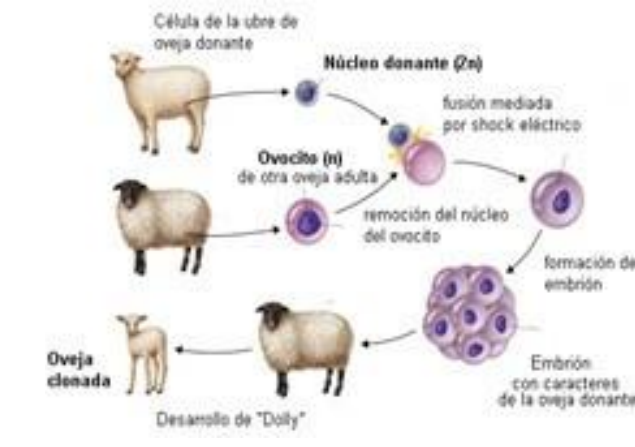 Célula de la ubre de
oveja donante
Núcleo donante (2n)
fusión mediada
por shock eléctrico
Ovocito (n)
de otra oveja adulta
remoción del núcleo
del ovocito
formación de
embrión
Embrión
con caracteres
de la oveja donante
Oveja
clonada
Desarollo de "Dolly"